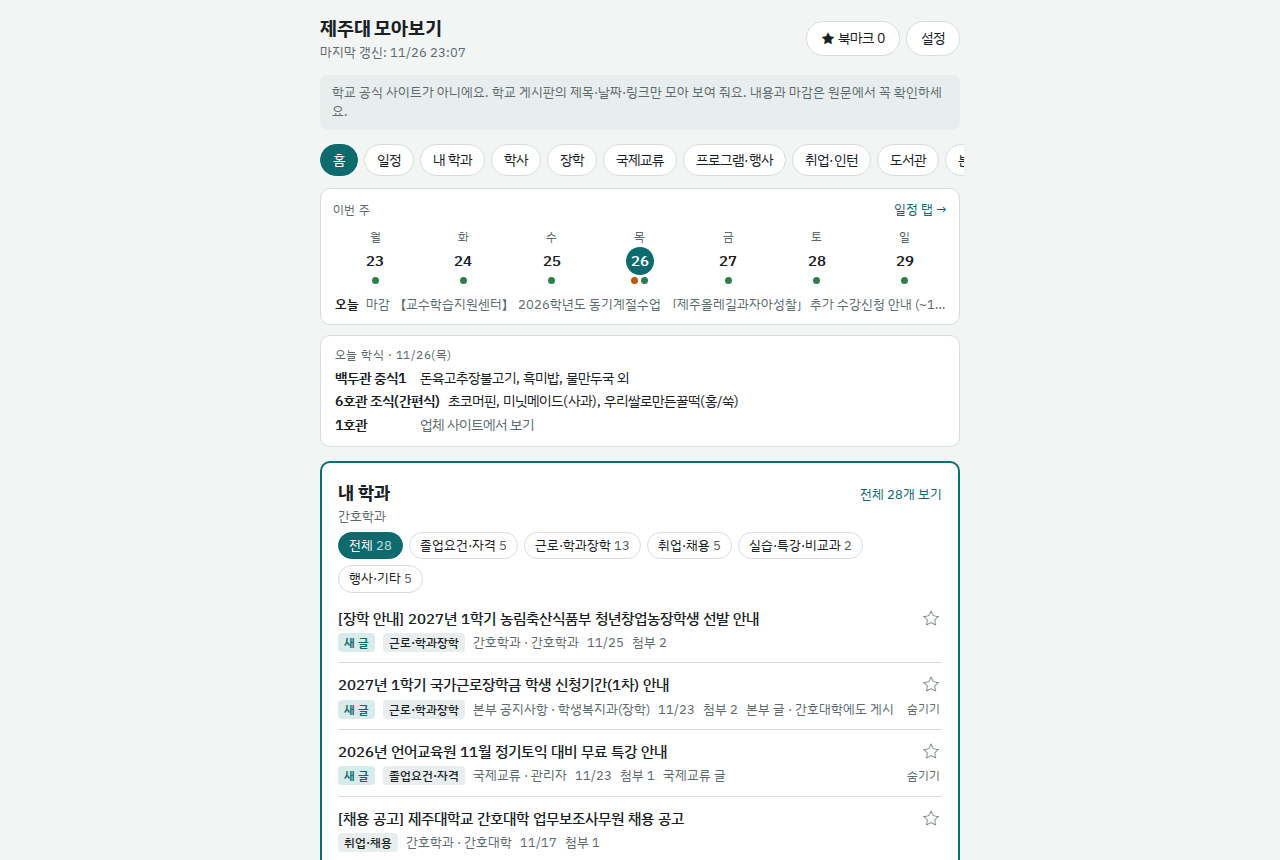 제주대 모아보기
마지막 갱신: 11/26 23:07
★ 북마크 0
설정
학교 공식 사이트가 아니에요. 학교 게시판의 제목·날짜·링크만 모아 보여 줘요. 내용과 마감은 원문에서 꼭 확인하세
요.
홈 일정 내 학과 학사 장학 국제교류 프로그램·행사 취업·인턴 도서관
이번 주
일정 탭 →
월 화 수 목 금 토 일
23 24 25 26 27 28 29
오늘 마감 【교수학습지원센터】 2026학년도 동기계절수업 「제주올레길과자아성찰」 추가 수강신청 안내 (~1...
오늘 학식 · 11/26(목)
백두관 중식1 돈육고추장불고기, 흑미밥, 물만두국 외
6호관 조식(간편식) 초코머핀, 미닛메이드(사과), 우리쌀로만든꿀떡(홍/쑥)
1호관 업체 사이트에서 보기
내 학과
전체 28개 보기
간호학과
전체 28 졸업요건·자격 5 근로·학과장학 13 취업·채용 5 실습·특강·비교과 2
행사·기타 5
[장학 안내] 2027년 1학기 농림축산식품부 청년창업농장학생 선발 안내
새 글 근로·학과장학 간호학과 · 간호학과 11/25 첨부 2
2027년 1학기 국가근로장학금 학생 신청기간(1차) 안내
새 글 근로·학과장학 본부 공지사항 · 학생복지과(장학) 11/23 첨부 2 본부 글 · 간호대학에도 게시 숨기기
2026년 언어교육원 11월 정기토익 대비 무료 특강 안내
새 글 졸업요건·자격 국제교류 · 관리자 11/23 첨부 1 국제교류 글 숨기기
[채용 공고] 제주대학교 간호대학 업무보조사무원 채용 공고
취업·채용 간호학과 · 간호대학 11/17 첨부 1